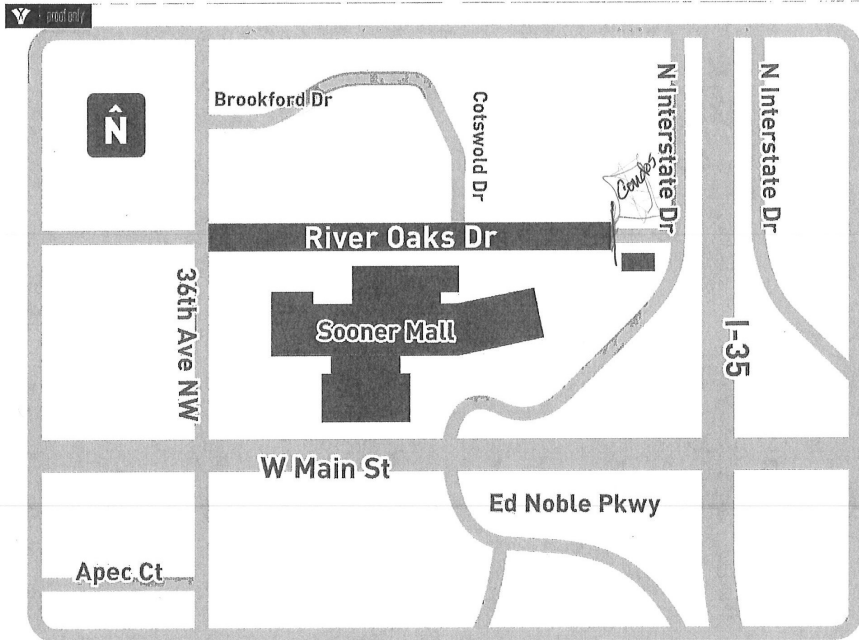 proof only
N
Brookford Dr
Cotswold Dr
N Interstate Dr
N Interstate Dr
Condos
River Oaks Dr
36th Ave NW
Sooner Mall
I-35
W Main St
Ed Noble Pkwy
Apec Ct